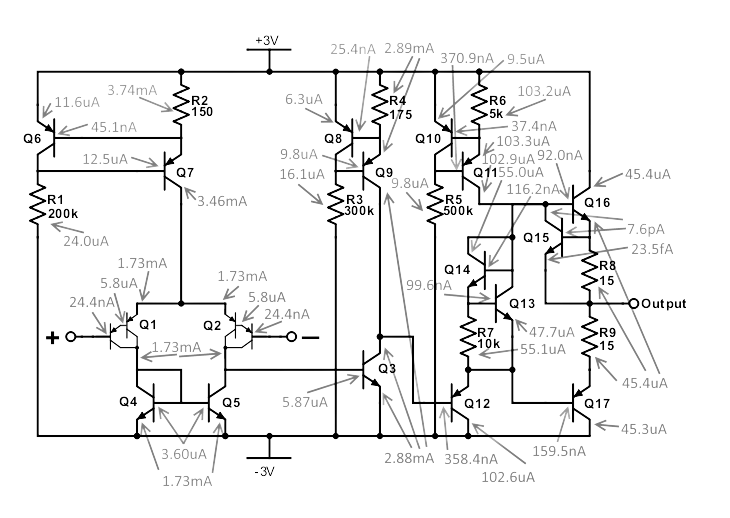 +3V
25.4nA 2.89mA
370.9nA 9.5uA
3.74mA R2 150
R4 175
R6 5k 103.2uA
11.6uA
6.3uA
Q6 45.1nA
Q8
Q10 37.4nA
103.3uA
12.5uA Q7
9.8uA Q9
Q11 102.9uA 92.0nA
55.0uA
45.4uA
16.1uA
9.8uA
116.2nA
3.46mA
R1 200k
R3 300k
R5 500k
Q16
24.0uA
Q15 7.6pA
23.5fA
1.73mA 1.73mA
5.8uA 5.8uA
Q14
R8 15
24.4nA 24.4nA
99.6nA
Q13
Output
+ Q1 Q2 –
1.73mA
R7 10k
47.7uA
55.1uA
R9 15
Q3
45.4uA
Q4 Q5
5.87uA
Q12 Q17
3.60uA
2.88mA 358.4nA
159.5nA 45.3uA
-3V
1.73mA
102.6uA